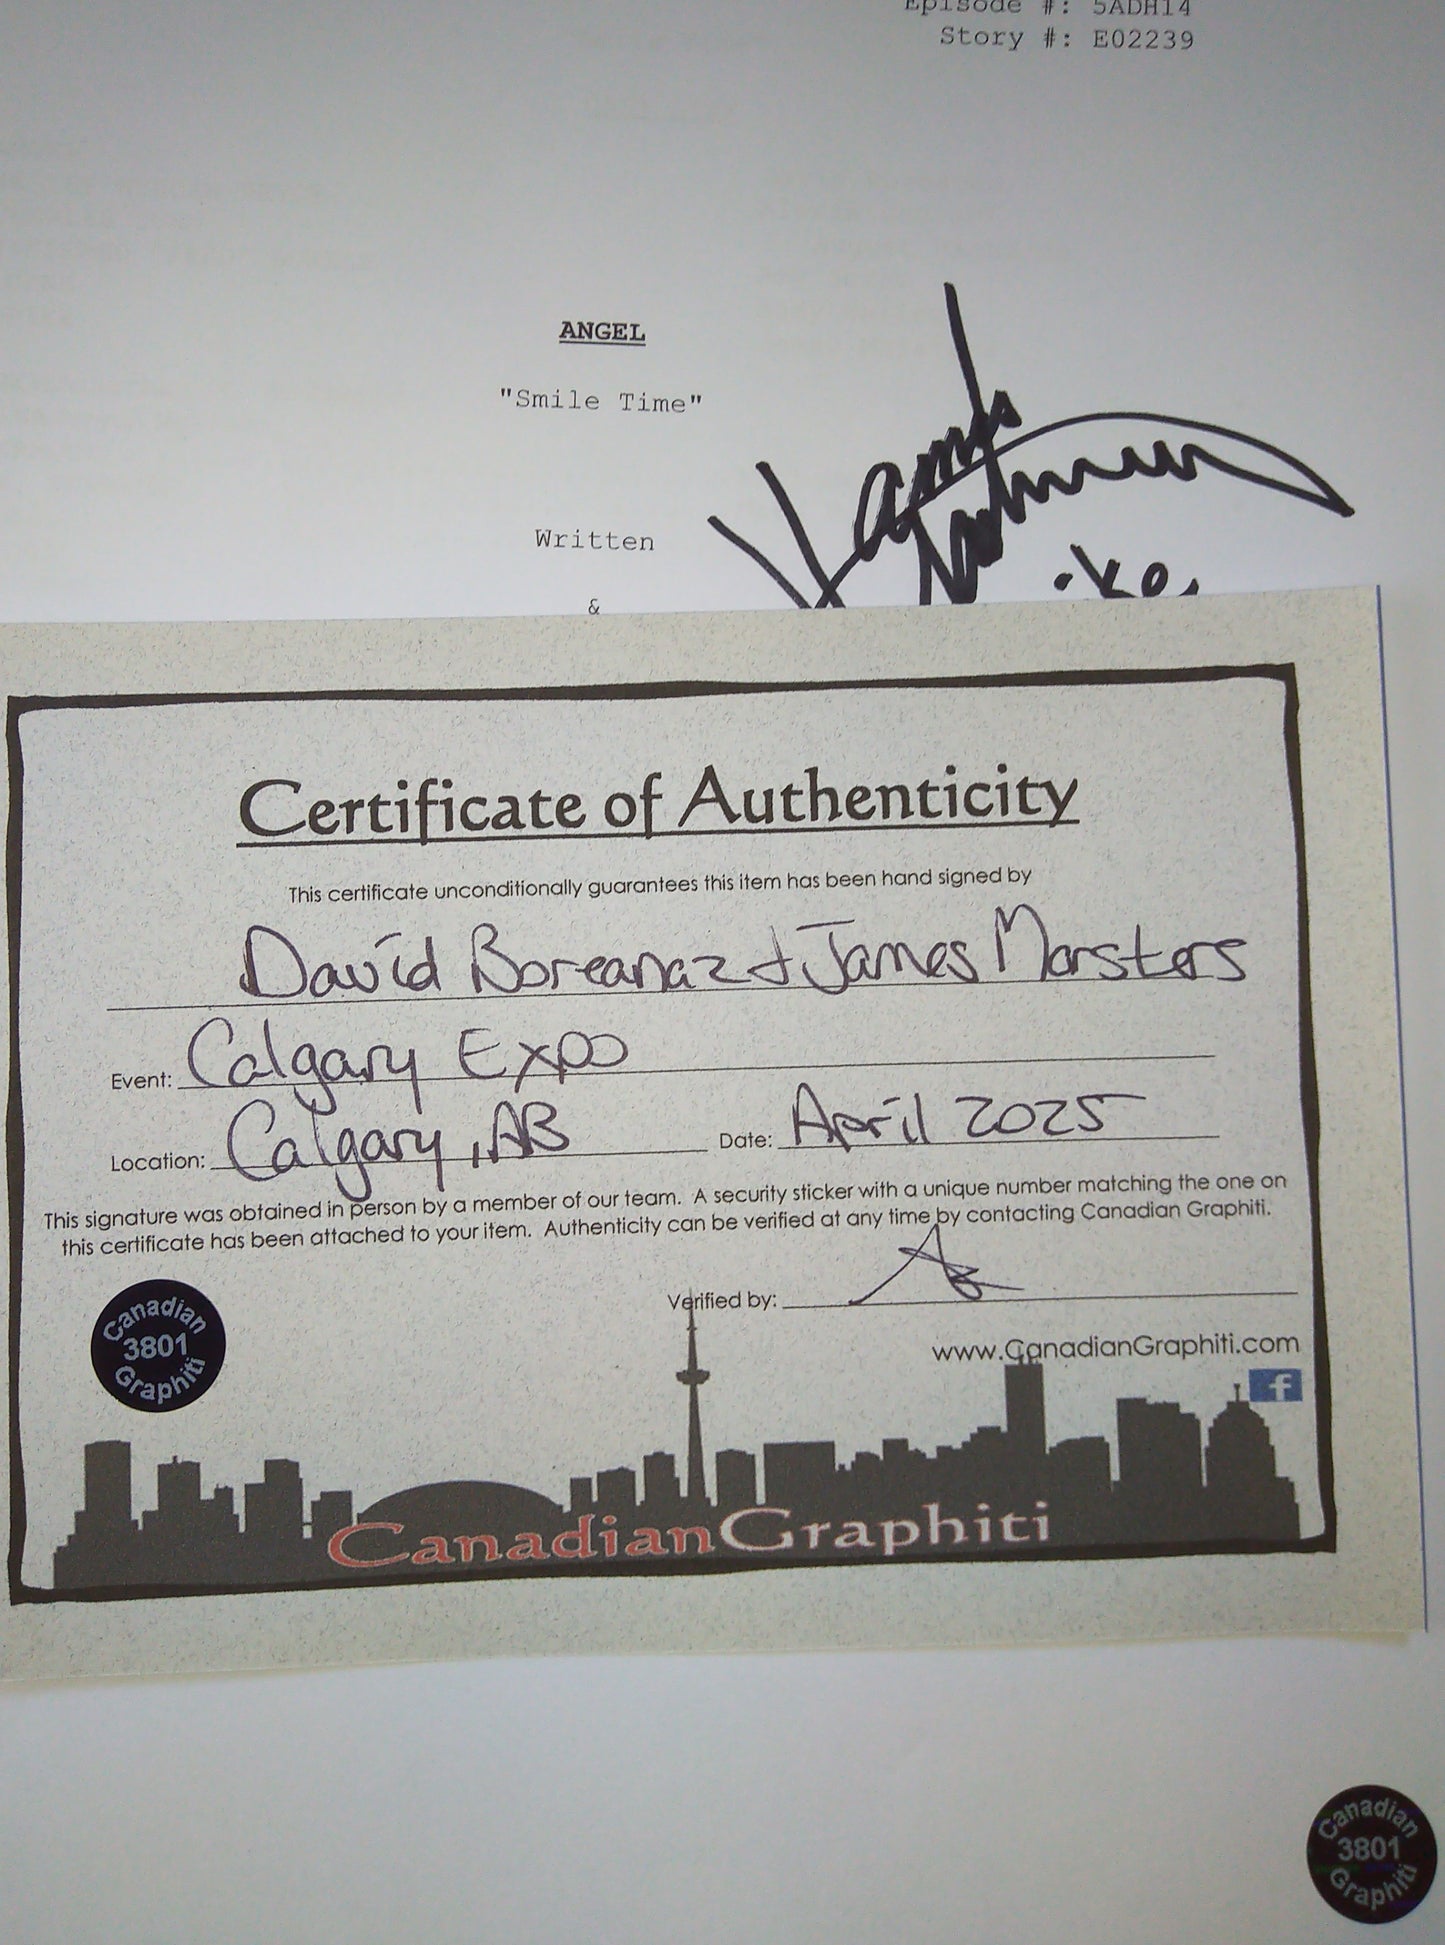 Episode #: 5ADH14
Story #: E02239
ANGEL
"Smile Time"
Written
&
Certificate of Authenticity
This certificate unconditionally guarantees this item has been hand signed by
David Boreanaz + James Marsters
Event: Calgary Expo
Location: Calgary, AB Date: April 2025
This signature was obtained in person by a member of our team. A security sticker with a unique number matching the one on
this certificate has been attached to your item. Authenticity can be verified at any time by contacting Canadian Graphiti.
Verified by:
www.CanadianGraphiti.com
f
Canadian
3801
Graphiti
CanadianGraphiti
Canadian
3801
Graphiti